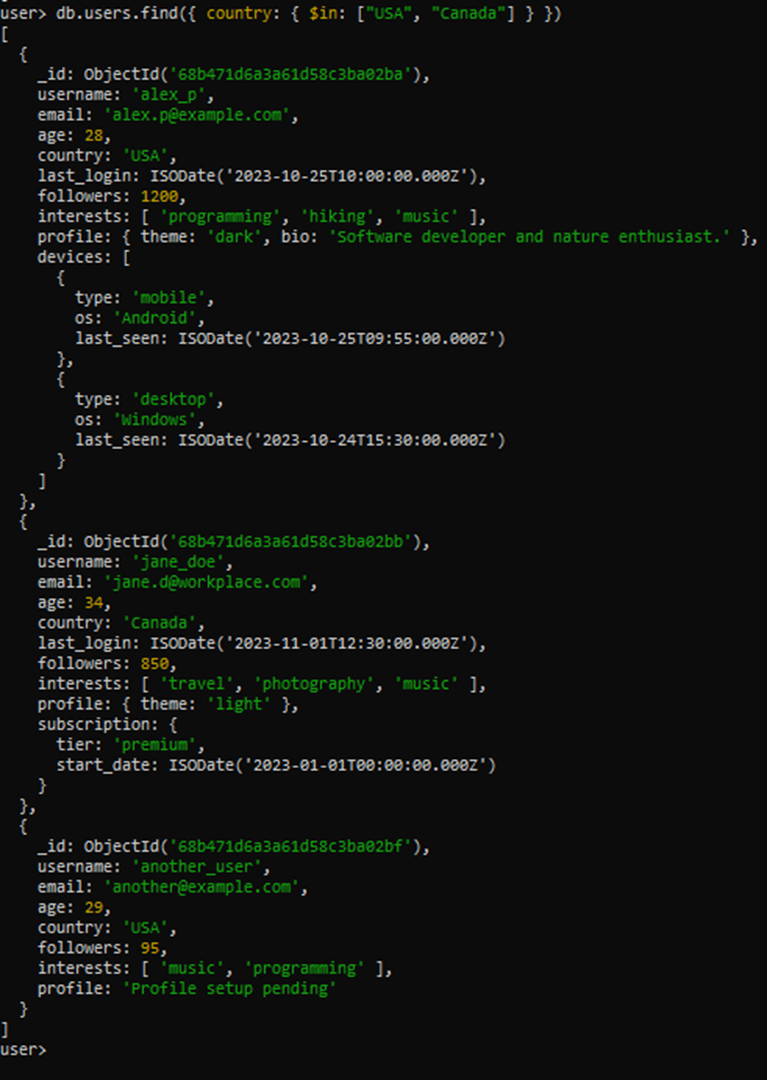 user> db.users.find({ country: { $in: ["USA", "Canada"] } })
[
  {
    _id: ObjectId('68b471d6a3a61d58c3ba02ba'),
    username: 'alex_p',
    email: 'alex.p@example.com',
    age: 28,
    country: 'USA',
    last_login: ISODate('2023-10-25T10:00:00.000Z'),
    followers: 1200,
    interests: [ 'programming', 'hiking', 'music' ],
    profile: { theme: 'dark', bio: 'Software developer and nature enthusiast.' },
    devices: [
      {
        type: 'mobile',
        os: 'Android',
        last_seen: ISODate('2023-10-25T09:55:00.000Z')
      },
      {
        type: 'desktop',
        os: 'Windows',
        last_seen: ISODate('2023-10-24T15:30:00.000Z')
      }
    ]
  },
  {
    _id: ObjectId('68b471d6a3a61d58c3ba02bb'),
    username: 'jane_doe',
    email: 'jane.d@workplace.com',
    age: 34,
    country: 'Canada',
    last_login: ISODate('2023-11-01T12:30:00.000Z'),
    followers: 850,
    interests: [ 'travel', 'photography', 'music' ],
    profile: { theme: 'light' },
    subscription: {
      tier: 'premium',
      start_date: ISODate('2023-01-01T00:00:00.000Z')
    }
  },
  {
    _id: ObjectId('68b471d6a3a61d58c3ba02bf'),
    username: 'another_user',
    email: 'another@example.com',
    age: 29,
    country: 'USA',
    followers: 95,
    interests: [ 'music', 'programming' ],
    profile: 'Profile setup pending'
  }
]
user>